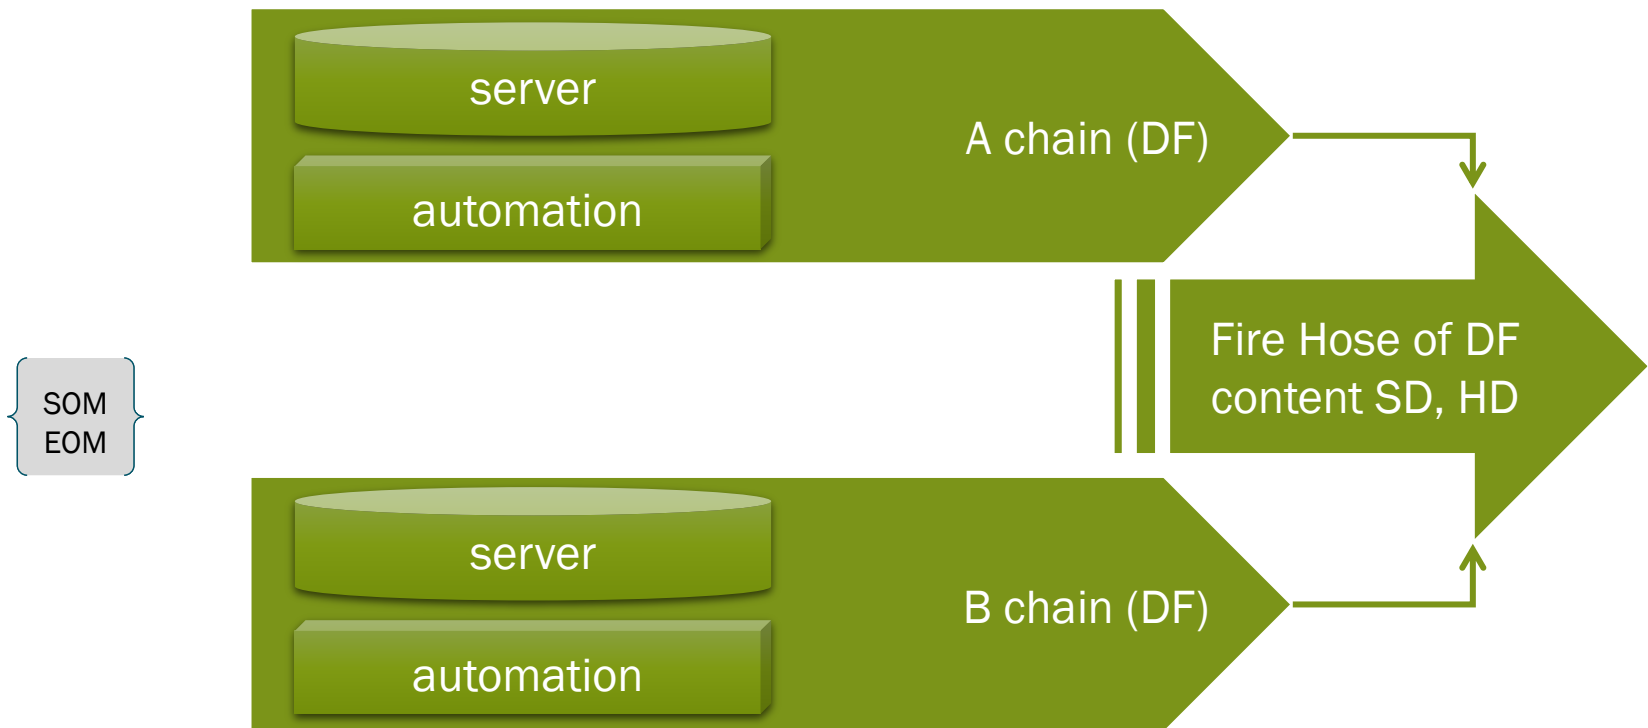 server
automation
A chain (DF)
Fire Hose of DF
content SD, HD
SOM
EOM
server
automation
B chain (DF)